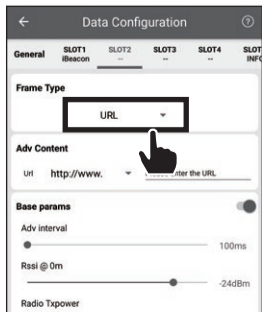 Data Configuration
General SLOT1 SLOT2 SLOT3 SLOT4 SLOT
iBeacon -- -- -- INFO
Frame Type
URL
Adv Content
Url http://www. enter the URL
Base params
Adv interval
100ms
Rssi @ 0m
-24dBm
Radio Txpower